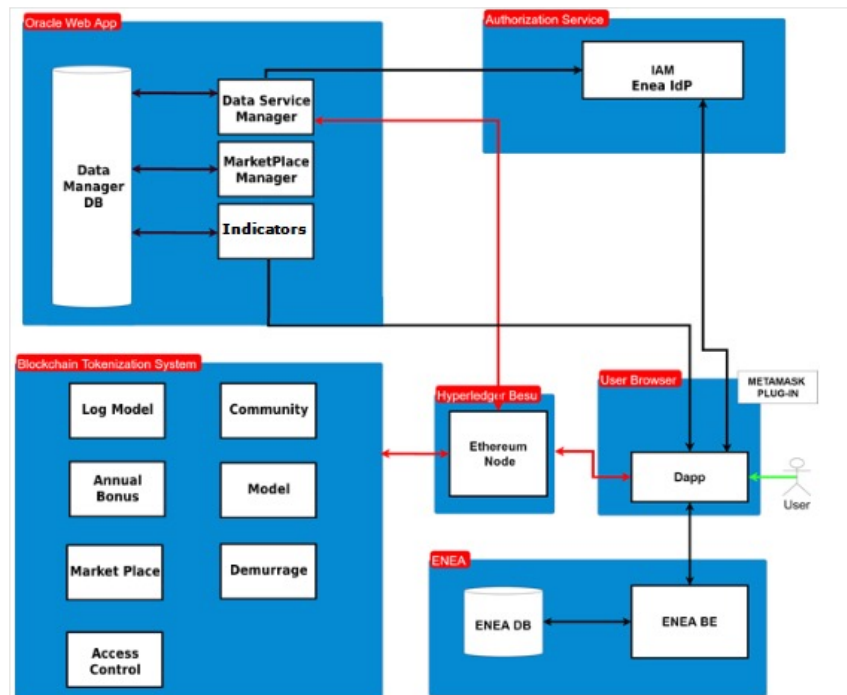 Oracle Web App
Data
Manager
DB
Data Service
Manager
MarketPlace
Manager
Indicators
Authorization Service
IAM
Enea IdP
Blockchain Tokenization System
Log Model
Community
Annual
Bonus
Model
Market Place
Demurrage
Access
Control
Hyperledger Besu
Ethereum
Node
User Browser
METAMASK
PLUG-IN
Dapp
User
ENEA
ENEA DB
ENEA BE